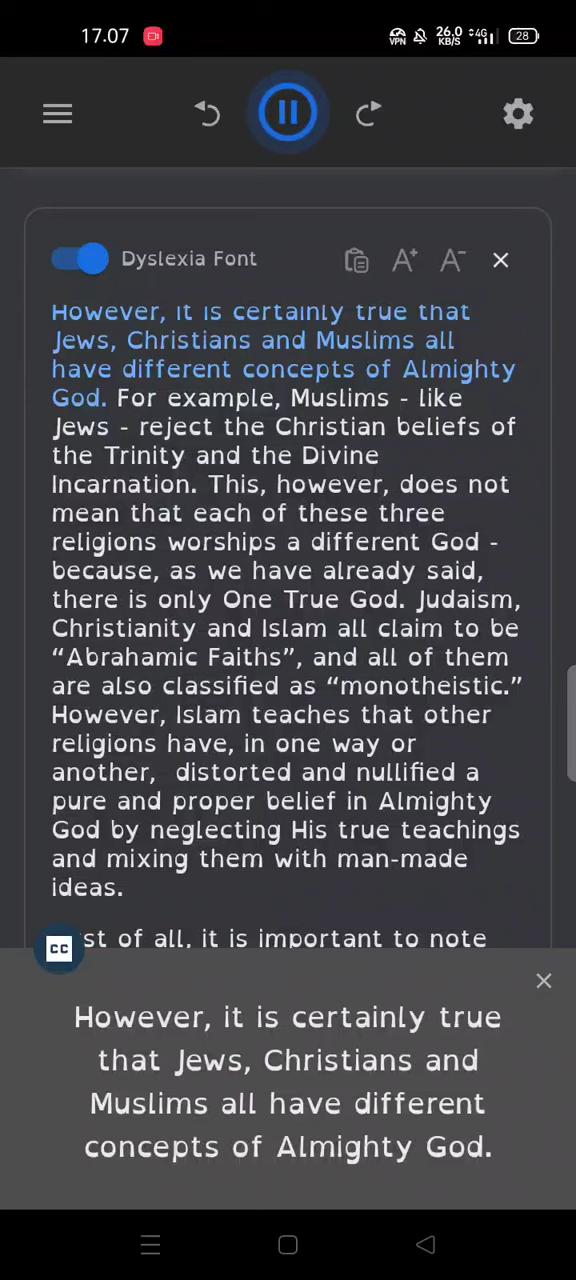 17.07
VPN
26.0
KB/S
4G
28
Dyslexia Font
A+
A-
However, it is certainly true that
Jews, Christians and Muslims all
have different concepts of Almighty
God. For example, Muslims - like
Jews - reject the Christian beliefs of
the Trinity and the Divine
Incarnation. This, however, does not
mean that each of these three
religions worships a different God -
because, as we have already said,
there is only One True God. Judaism,
Christianity and Islam all claim to be
“Abrahamic Faiths”, and all of them
are also classified as “monotheistic.”
However, Islam teaches that other
religions have, in one way or
another,  distorted and nullified a
pure and proper belief in Almighty
God by neglecting His true teachings
and mixing them with man-made
ideas.
st of all, it is important to note
CC
However, it is certainly true
that Jews, Christians and
Muslims all have different
concepts of Almighty God.